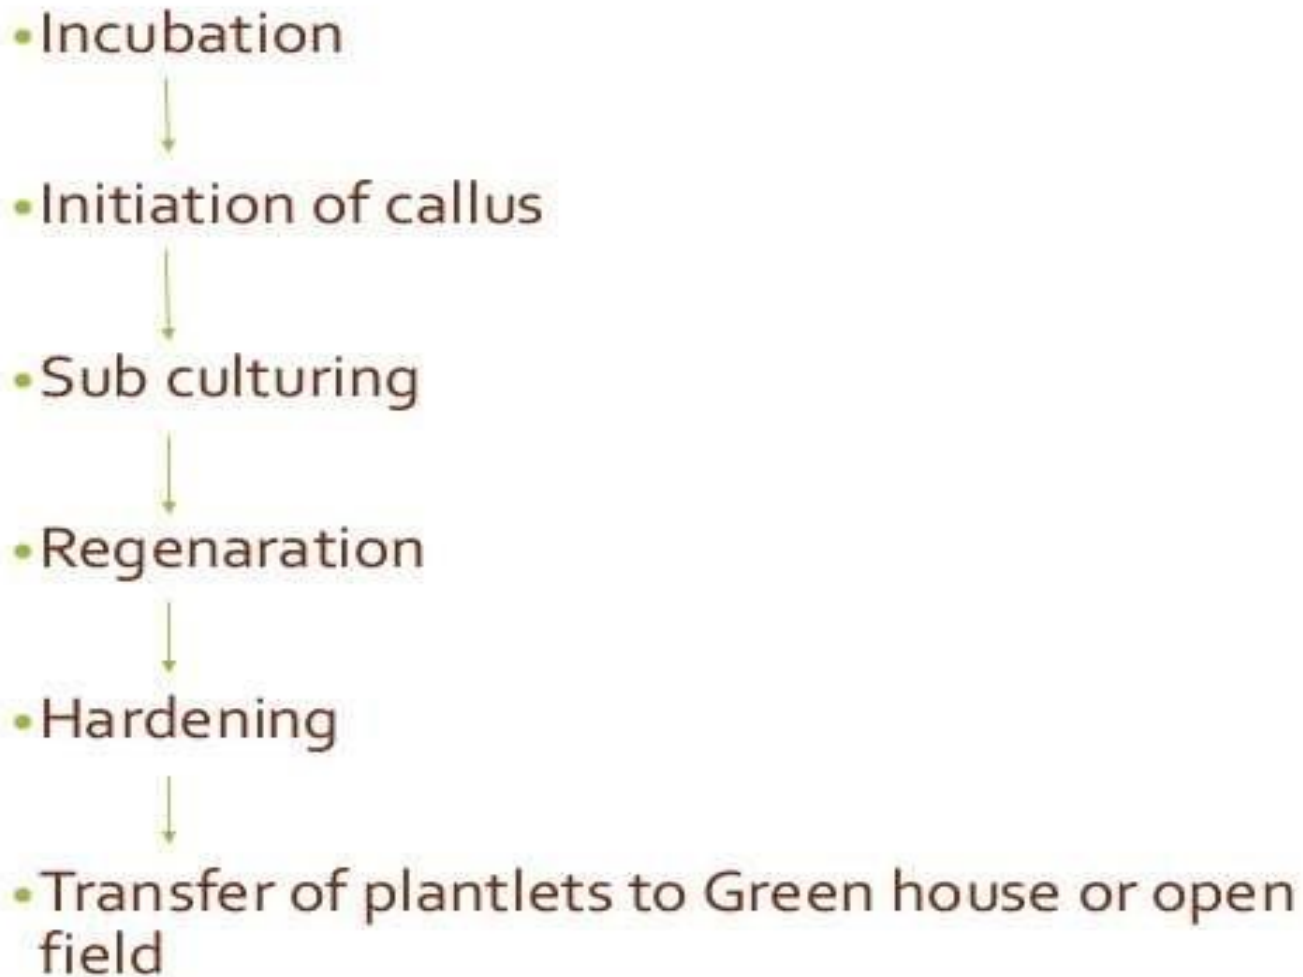 • Incubation
• Initiation of callus
• Sub culturing
• Regenaration
• Hardening
• Transfer of plantlets to Green house or open
field